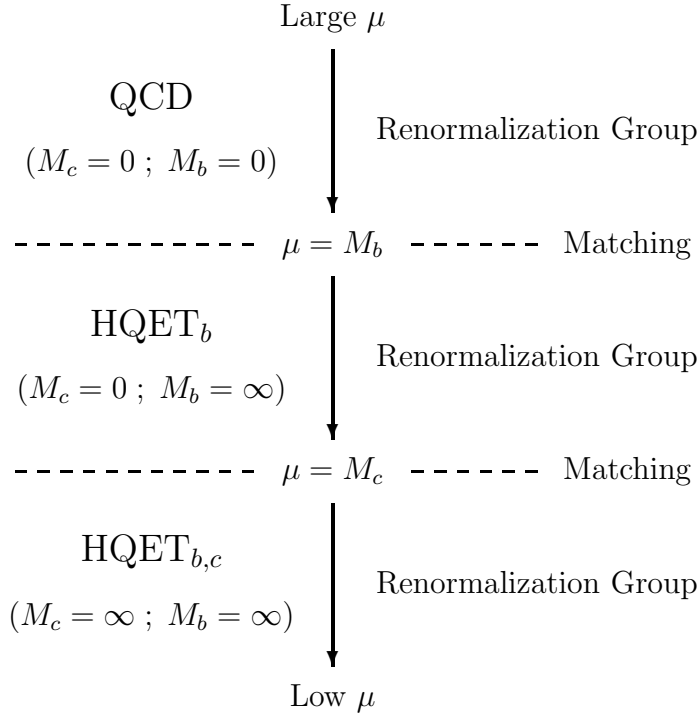 Large μ
QCD
(M_c = 0 ; M_b = 0)
Renormalization Group
μ = M_b
Matching
HQET_b
(M_c = 0 ; M_b = ∞)
Renormalization Group
μ = M_c
Matching
HQET_{b,c}
(M_c = ∞ ; M_b = ∞)
Renormalization Group
Low μ